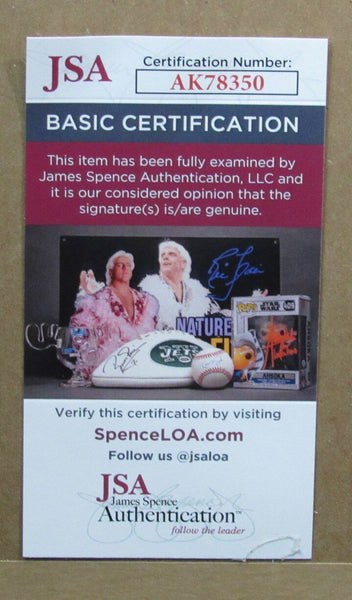 JSA
Certification Number:
AK78350
BASIC CERTIFICATION
This item has been fully examined by
James Spence Authentication, LLC and
it is our considered opinion that the
signature(s) is/are genuine.
NATURE
JETS
POP!
STAR WARS
AHSOKA
Verify this certification by visiting
SpenceLOA.com
Follow us @jsaloa
JSA
James Spence
Authentication™
follow the leader